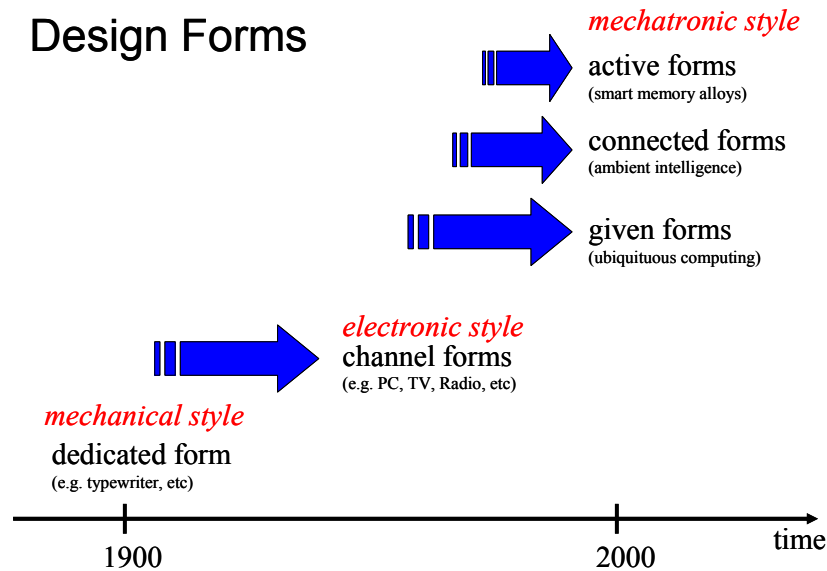 Design Forms
mechatronic style
active forms
(smart memory alloys)
connected forms
(ambient intelligence)
given forms
(ubiquituous computing)
electronic style
channel forms
(e.g. PC, TV, Radio, etc)
mechanical style
dedicated form
(e.g. typewriter, etc)
time
1900
2000